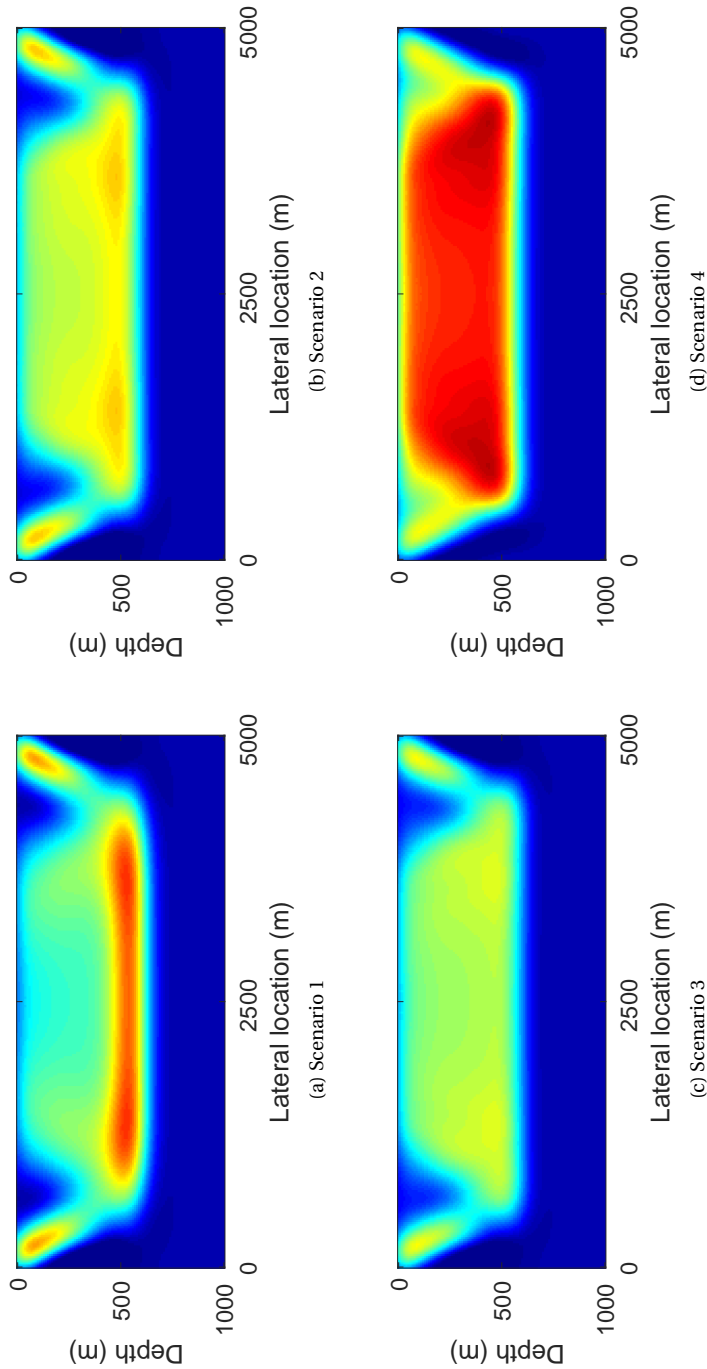 0
500
1000
Depth (m)
0
2500
5000
Lateral location (m)
(a) Scenario 1
0
500
1000
Depth (m)
0
2500
5000
Lateral location (m)
(b) Scenario 2
0
500
1000
Depth (m)
0
2500
5000
Lateral location (m)
(c) Scenario 3
0
500
1000
Depth (m)
0
2500
5000
Lateral location (m)
(d) Scenario 4